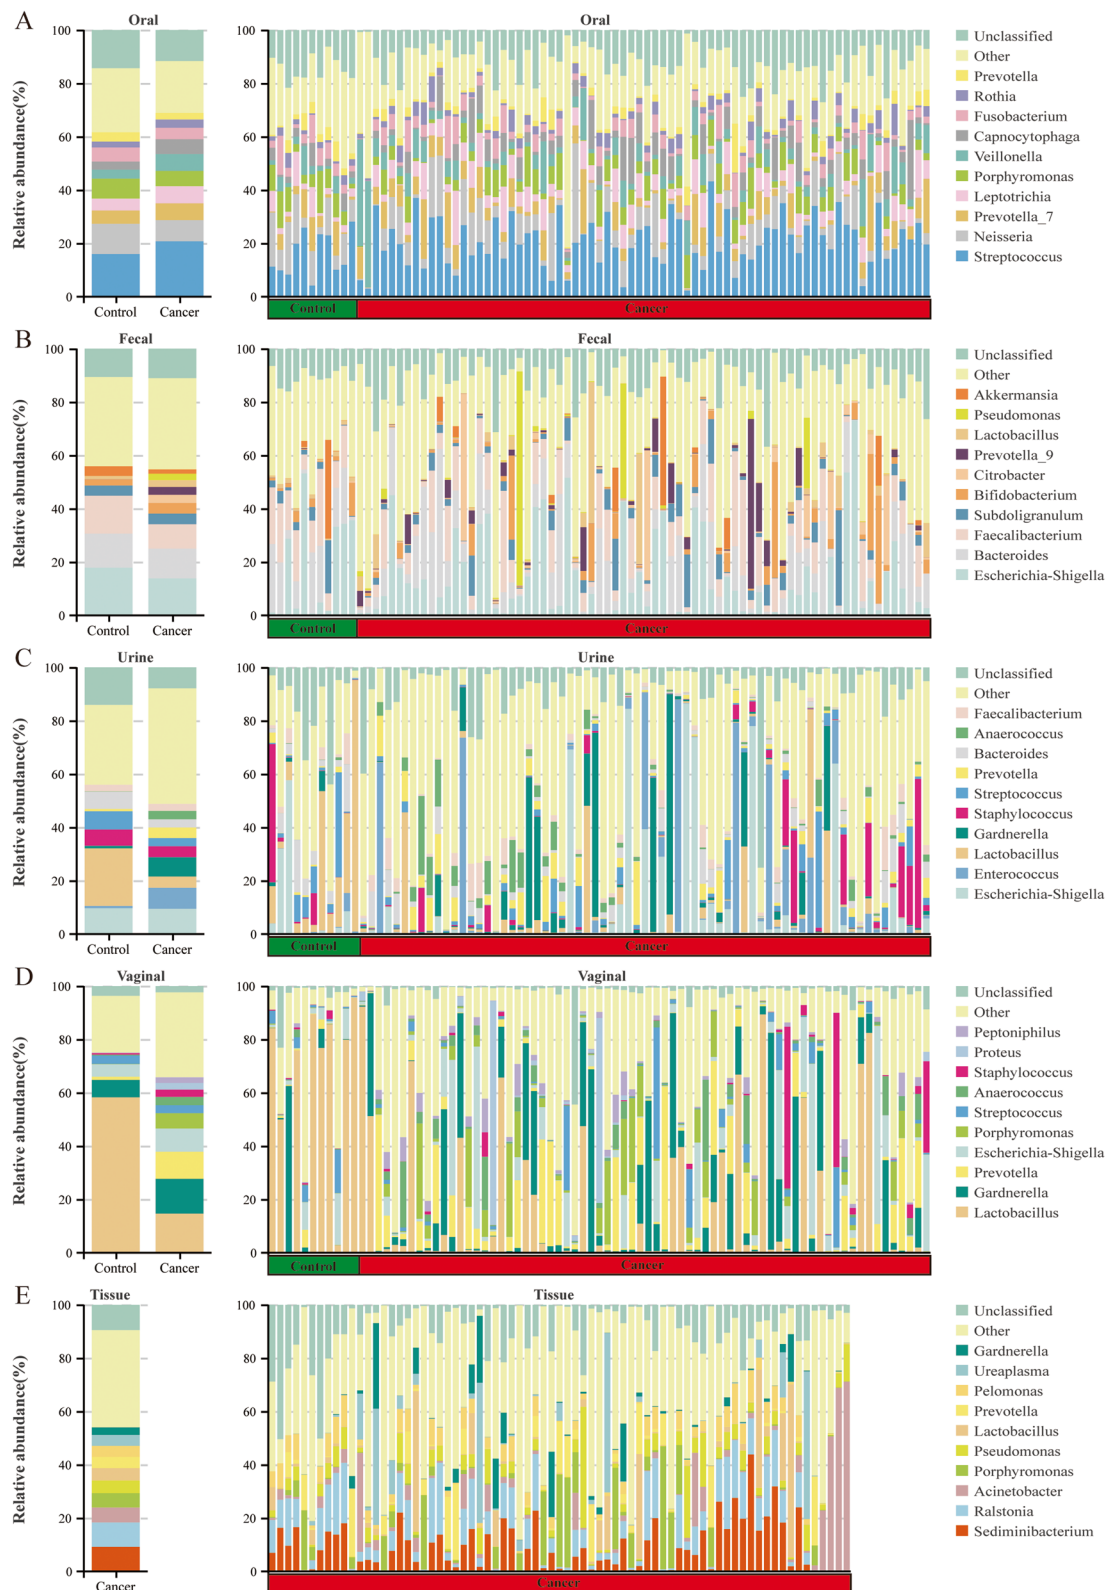 A
Oral
Oral
Relative abundance(%)
100
80
60
40
20
0
Control
Cancer
100
80
60
40
20
0
Control
Cancer
Unclassified
Other
Prevotella
Rothia
Fusobacterium
Capnocytophaga
Veillonella
Porphyromonas
Leptotrichia
Prevotella_7
Neisseria
Streptococcus
B
Fecal
Fecal
Relative abundance(%)
100
80
60
40
20
0
Control
Cancer
100
80
60
40
20
0
Control
Cancer
Unclassified
Other
Akkermansia
Pseudomonas
Lactobacillus
Prevotella_9
Citrobacter
Bifidobacterium
Subdoligranulum
Faecalibacterium
Bacteroides
Escherichia-Shigella
C
Urine
Urine
Relative abundance(%)
100
80
60
40
20
0
Control
Cancer
100
80
60
40
20
0
Control
Cancer
Unclassified
Other
Faecalibacterium
Anaerococcus
Bacteroides
Prevotella
Streptococcus
Staphylococcus
Gardnerella
Lactobacillus
Enterococcus
Escherichia-Shigella
D
Vaginal
Vaginal
Relative abundance(%)
100
80
60
40
20
0
Control
Cancer
100
80
60
40
20
0
Control
Cancer
Unclassified
Other
Peptoniphilus
Proteus
Staphylococcus
Anaerococcus
Streptococcus
Porphyromonas
Escherichia-Shigella
Prevotella
Gardnerella
Lactobacillus
E
Tissue
Tissue
Relative abundance(%)
100
80
60
40
20
0
Cancer
100
80
60
40
20
0
Cancer
Unclassified
Other
Gardnerella
Ureaplasma
Pelomonas
Prevotella
Lactobacillus
Pseudomonas
Porphyromonas
Acinetobacter
Ralstonia
Sediminibacterium